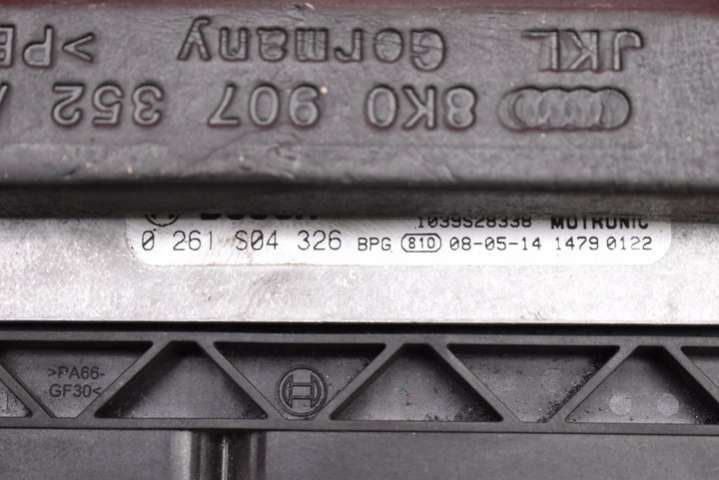 JKL Germany >PE
8K0 907 352
1039S28338 MOTRONIC
0 261 S04 326 BPG 810 08-05-14 1479 0122
>PA66-
GF30<